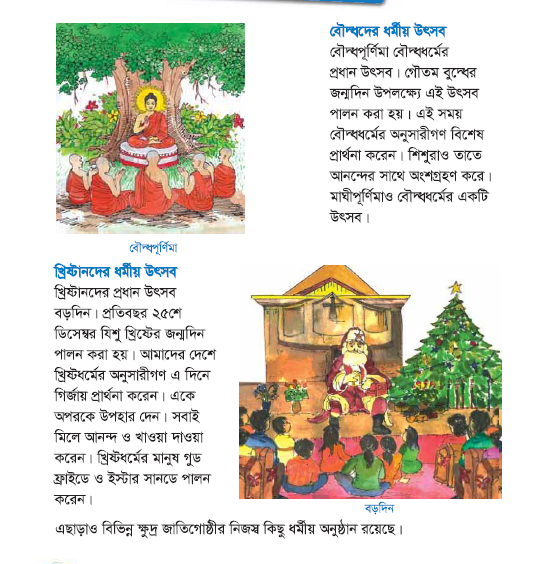 বৌদ্ধদের ধর্মীয় উৎসব
বৌদ্ধপূর্ণিমা বৌদ্ধধর্মের
প্রধান উৎসব। গৌতম বুদ্ধের
জন্মদিন উপলক্ষ্যে এই উৎসব
পালন করা হয়। এই সময়
বৌদ্ধধর্মের অনুসারীগণ বিশেষ
প্রার্থনা করেন। শিশুরাও তাতে
আনন্দের সাথে অংশগ্রহণ করে।
মাঘীপূর্ণিমাও বৌদ্ধধর্মের একটি
উৎসব।
বৌদ্ধপূর্ণিমা
খ্রিষ্টানদের ধর্মীয় উৎসব
খ্রিষ্টানদের প্রধান উৎসব
বড়দিন। প্রতিবছর ২৫শে
ডিসেম্বর যিশু খ্রিষ্টের জন্মদিন
পালন করা হয়। আমাদের দেশে
খ্রিষ্টধর্মের অনুসারীগণ এ দিনে
গির্জায় প্রার্থনা করেন। একে
অপরকে উপহার দেন। সবাই
মিলে আনন্দ ও খাওয়া দাওয়া
করেন। খ্রিষ্টধর্মের মানুষ গুড
ফ্রাইডে ও ইস্টার সানডে পালন
করেন।
বড়দিন
এছাড়াও বিভিন্ন ক্ষুদ্র জাতিগোষ্ঠীর নিজস্ব কিছু ধর্মীয় অনুষ্ঠান রয়েছে।